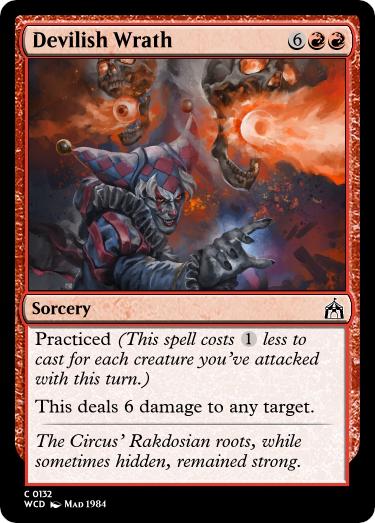 Devilish Wrath 6
Sorcery
Practiced (This spell costs 1 less to
cast for each creature you've attacked
with this turn.)
This deals 6 damage to any target.
The Circus' Rakdosian roots, while
sometimes hidden, remained strong.
C 0132
WCD Mad 1984